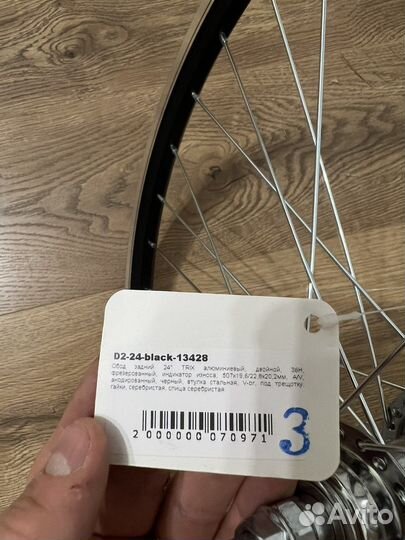 D2-24-black-13428
Обод задний 24" TRIX алюминиевый, двойной, 36Н,
фрезерованный, индикатор износа, 507х19,6/22,8х20,2мм, A/V,
анодированный, черный, втулка стальная, V-br, под трещотку,
гайки, серебристая, спица серебристая
2 000000 070971
3
Avito